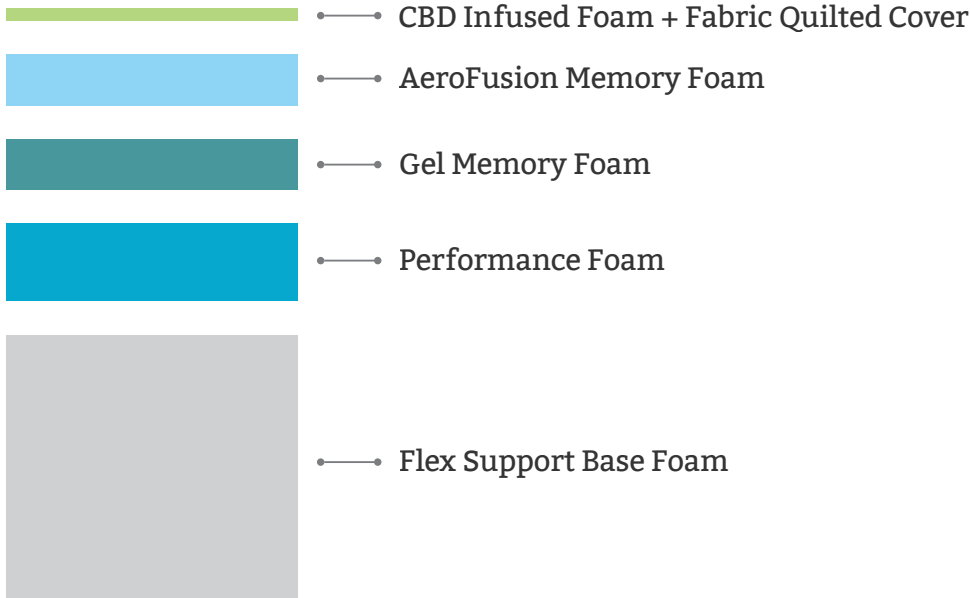 CBD Infused Foam + Fabric Quilted Cover
AeroFusion Memory Foam
Gel Memory Foam
Performance Foam
Flex Support Base Foam